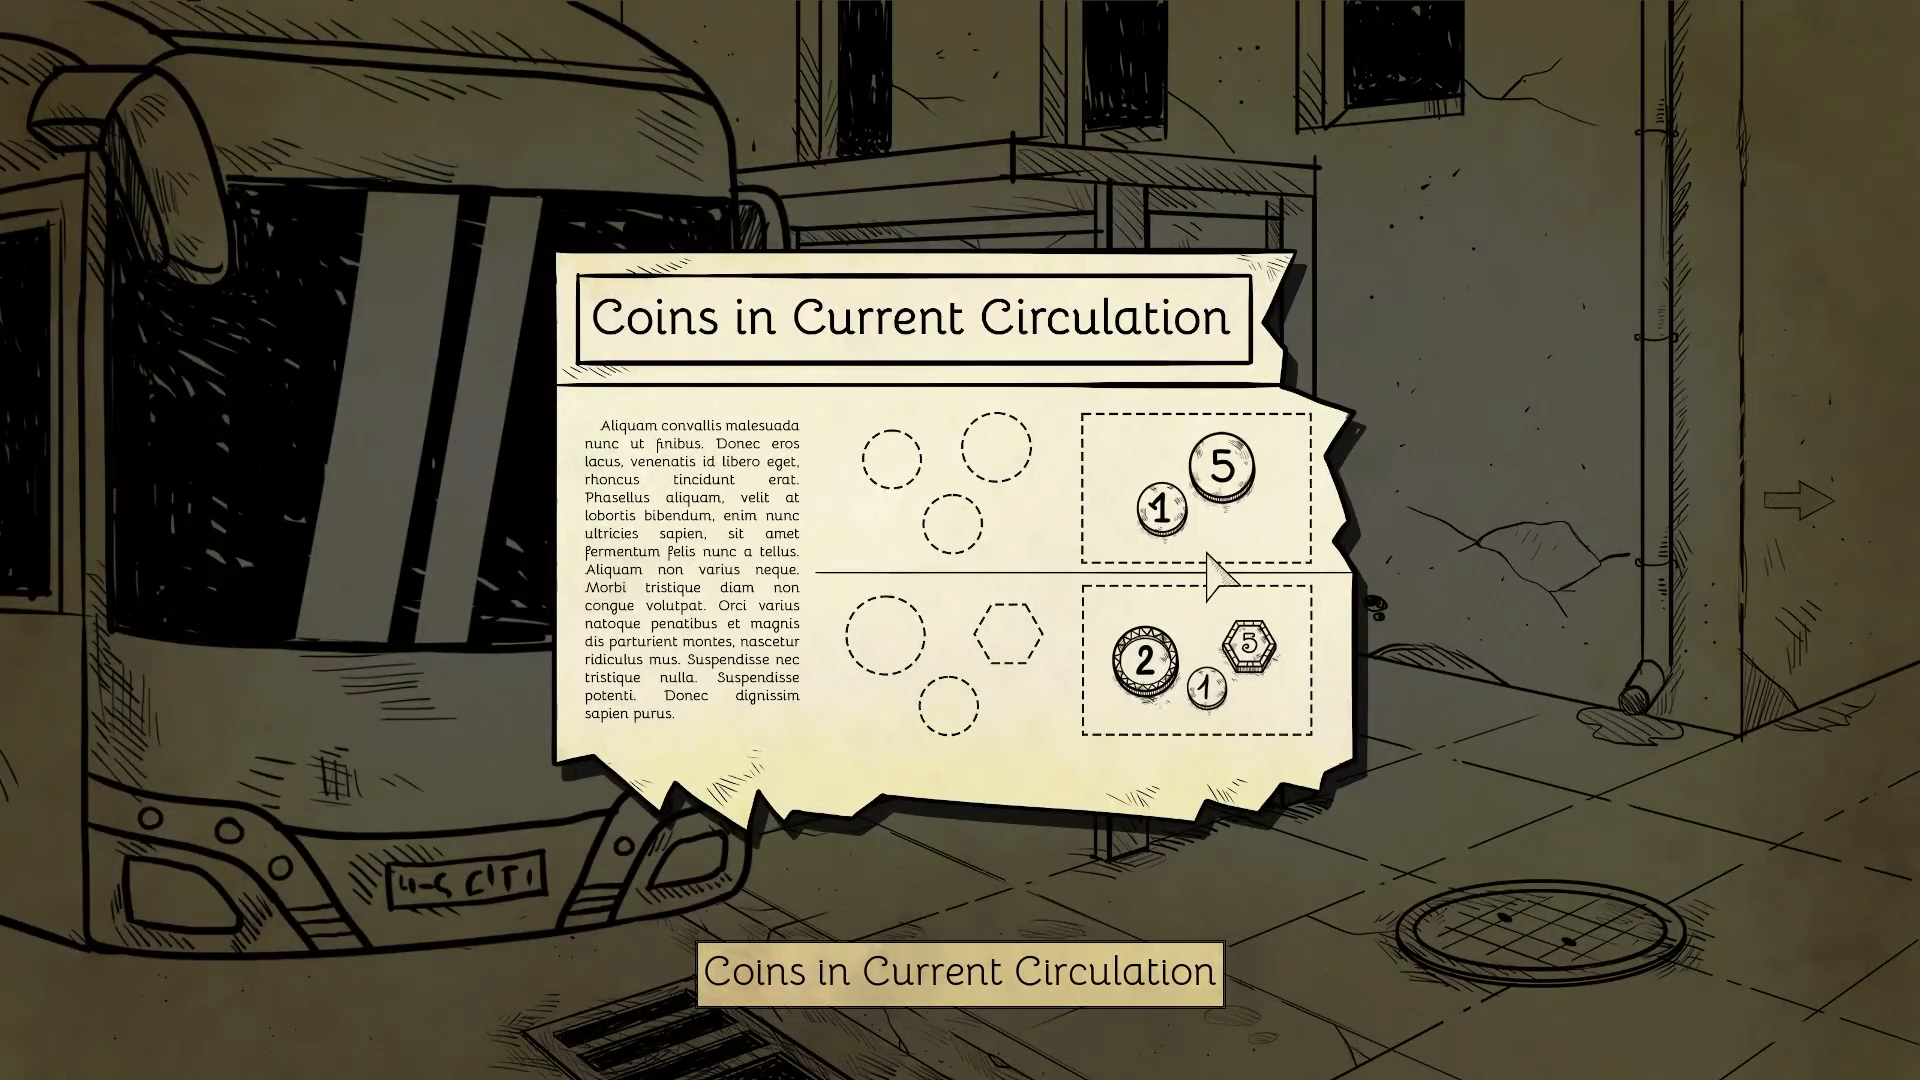 Coins in Current Circulation
Aliquam convallis malesuada
nunc ut finibus. Donec eros
lacus, venenatis id libero eget,
rhoncus tincidunt erat.
Phasellus aliquam, velit at
lobortis bibendum, enim nunc
ultricies sapien, sit amet
fermentum felis nunc a tellus.
Aliquam non varius neque.
Morbi tristique diam non
congue volutpat. Orci varius
natoque penatibus et magnis
dis parturient montes, nascetur
ridiculus mus. Suspendisse nec
tristique nulla. Suspendisse
potenti. Donec dignissim
sapien purus.
5
1
2
5
1
Coins in Current Circulation